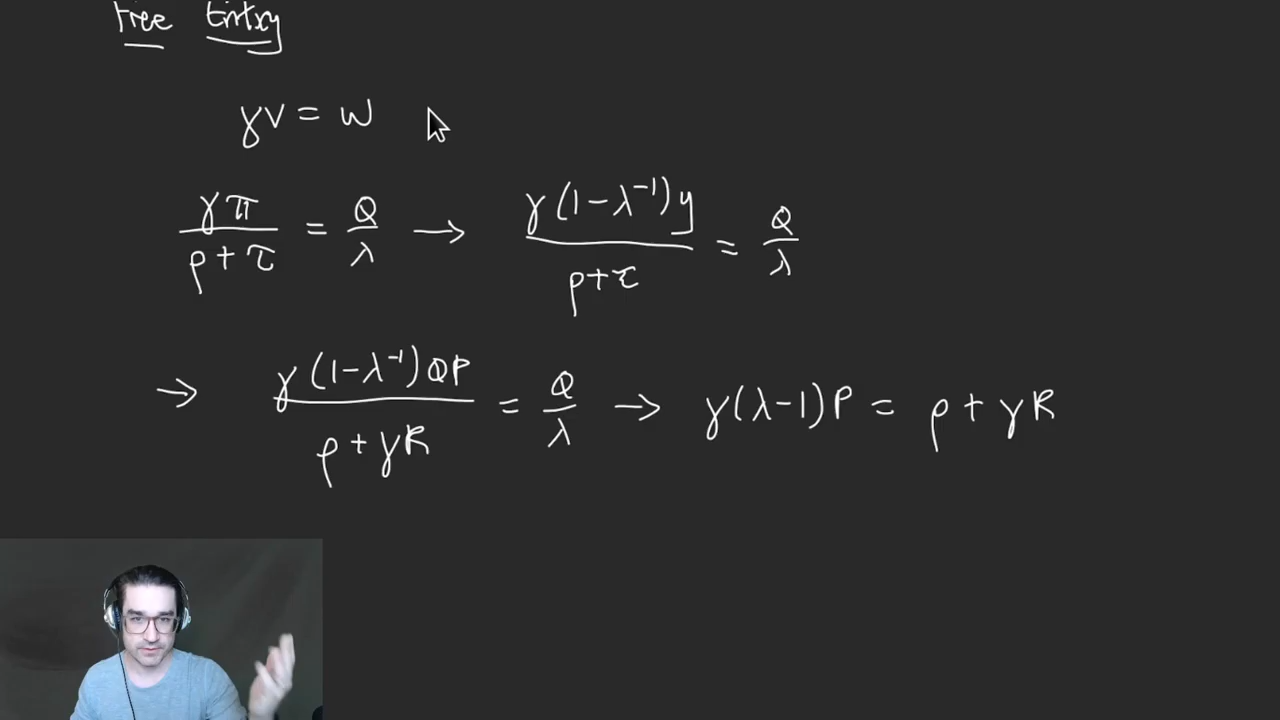 Free Entry
γV = w
γπ / (ρ + τ) = Q / λ → γ(1 − λ⁻¹)y / (ρ + τ) = Q / λ
→ γ(1 − λ⁻¹)QP / (ρ + γR) = Q / λ → γ(λ − 1)P = ρ + γR